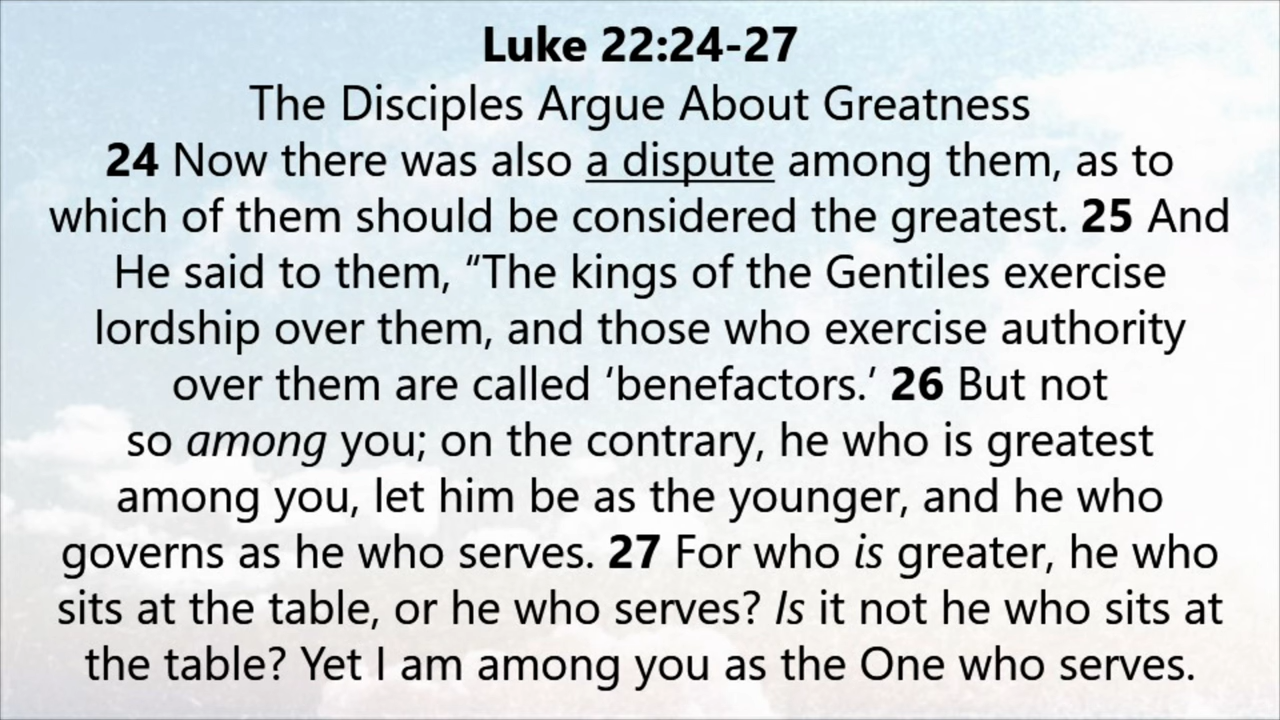 Luke 22:24-27
The Disciples Argue About Greatness
24 Now there was also a dispute among them, as to
which of them should be considered the greatest. 25 And
He said to them, “The kings of the Gentiles exercise
lordship over them, and those who exercise authority
over them are called ‘benefactors.’ 26 But not
so among you; on the contrary, he who is greatest
among you, let him be as the younger, and he who
governs as he who serves. 27 For who is greater, he who
sits at the table, or he who serves? Is it not he who sits at
the table? Yet I am among you as the One who serves.